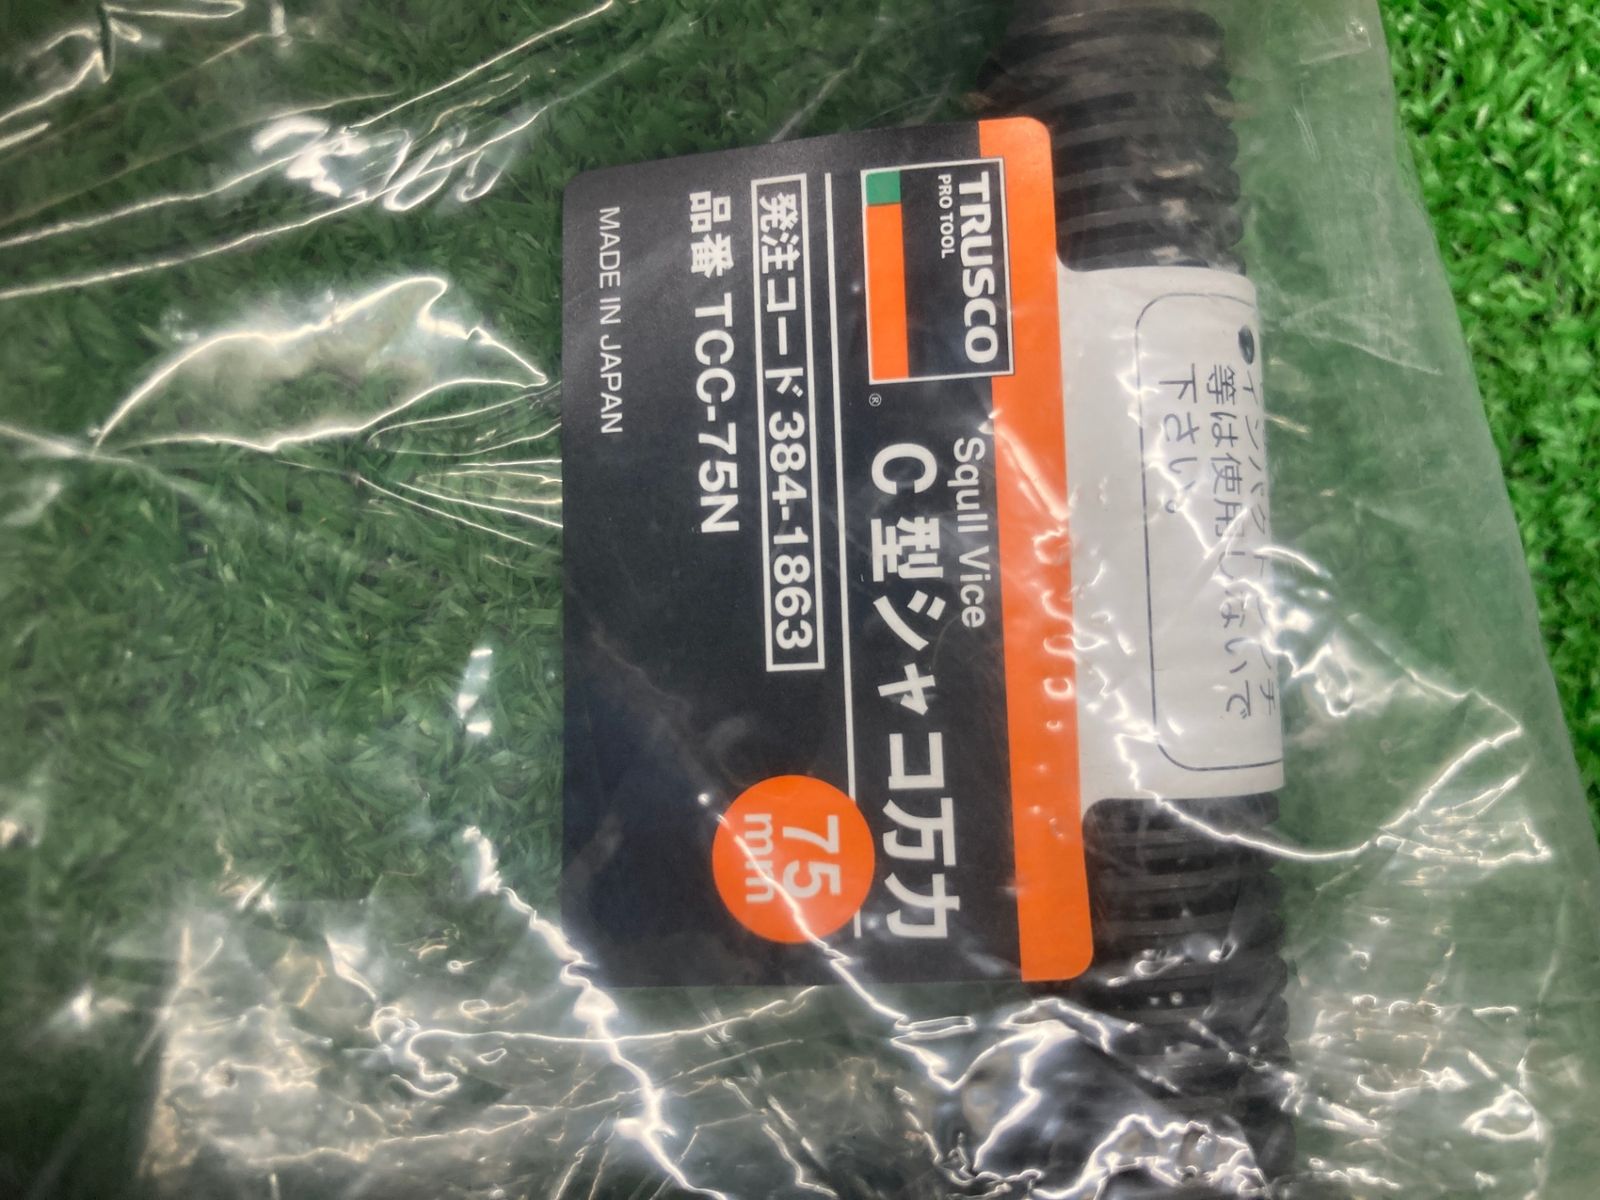 TRUSCO
PRO TOOL
®
Squll Vice
C型シャコ万力
75
mm
発注コード 384-1863
品番 TCC-75N
MADE IN JAPAN
等は使用しないで
下さい。